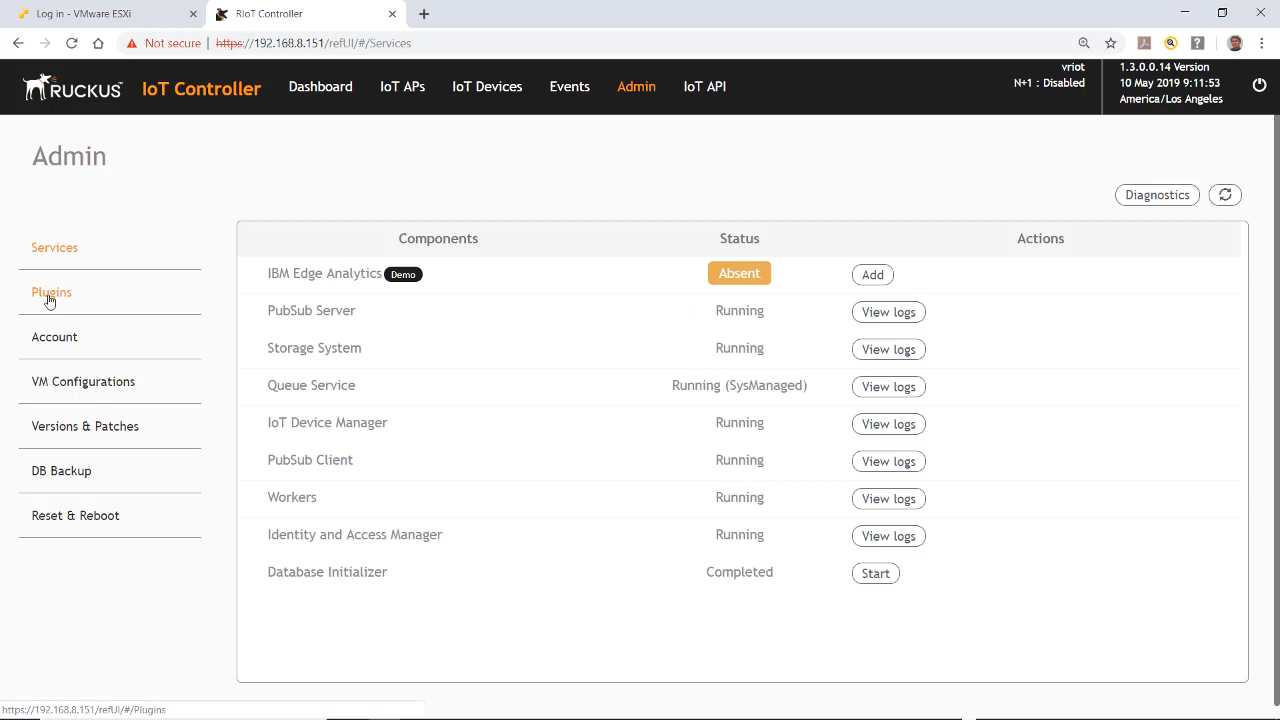 Log in – VMware ESXi
RIoT Controller
Not secure
https://192.168.8.151/refUI/#/Services
RUCKUS™
IoT Controller
Dashboard
IoT APs
IoT Devices
Events
Admin
IoT API
vriot
N+1 : Disabled
1.3.0.0.14 Version
10 May 2019 9:11:53
America/Los Angeles
Admin
Diagnostics
Services
Plugins
Account
VM Configurations
Versions & Patches
DB Backup
Reset & Reboot
Components Status Actions
IBM Edge Analytics Demo Absent Add
PubSub Server Running View logs
Storage System Running View logs
Queue Service Running (SysManaged) View logs
IoT Device Manager Running View logs
PubSub Client Running View logs
Workers Running View logs
Identity and Access Manager Running View logs
Database Initializer Completed Start
https://192.168.8.151/refUI/#/Plugins